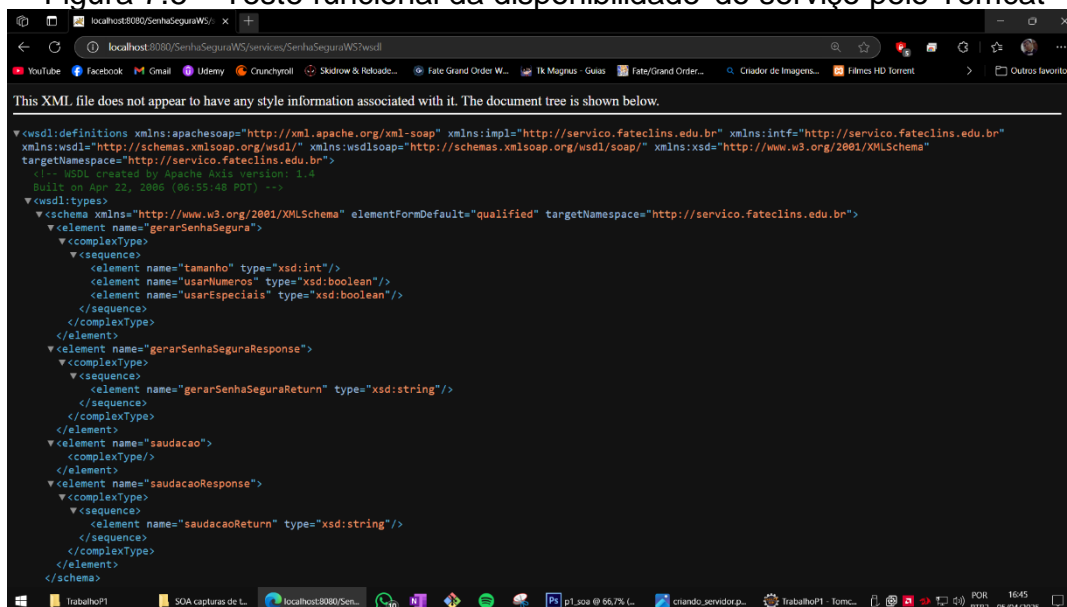 Figura 7.3 – Teste funcional da disponibilidade do serviço pelo Tomcat
localhost:8080/SenhaSeguraWS/s
localhost:8080/SenhaSeguraWS/services/SenhaSeguraWS?wsdl
YouTube Facebook Gmail Udemy Crunchyroll Skidrow & Reloade... Fate Grand Order W... Tk Magnus - Guias Fate/Grand Order... Criador de Imagens... Filmes HD Torrent Outros favorito
This XML file does not appear to have any style information associated with it. The document tree is shown below.
▼<wsdl:definitions xmlns:apachesoap="http://xml.apache.org/xml-soap" xmlns:impl="http://servico.fateclins.edu.br" xmlns:intf="http://servico.fateclins.edu.br"
xmlns:wsdl="http://schemas.xmlsoap.org/wsdl/" xmlns:wsdlsoap="http://schemas.xmlsoap.org/wsdl/soap/" xmlns:xsd="http://www.w3.org/2001/XMLSchema"
targetNamespace="http://servico.fateclins.edu.br">
<!-- WSDL created by Apache Axis version: 1.4
Built on Apr 22, 2006 (06:55:48 PDT) -->
▼<wsdl:types>
▼<schema xmlns="http://www.w3.org/2001/XMLSchema" elementFormDefault="qualified" targetNamespace="http://servico.fateclins.edu.br">
▼<element name="gerarSenhaSegura">
▼<complexType>
▼<sequence>
<element name="tamanho" type="xsd:int"/>
<element name="usarNumeros" type="xsd:boolean"/>
<element name="usarEspeciais" type="xsd:boolean"/>
</sequence>
</complexType>
</element>
▼<element name="gerarSenhaSeguraResponse">
▼<complexType>
▼<sequence>
<element name="gerarSenhaSeguraReturn" type="xsd:string"/>
</sequence>
</complexType>
</element>
▼<element name="saudacao">
<complexType/>
</element>
▼<element name="saudacaoResponse">
▼<complexType>
▼<sequence>
<element name="saudacaoReturn" type="xsd:string"/>
</sequence>
</complexType>
</element>
</schema>
TrabalhoP1 SOA capturas de t... localhost:8080/Sen... 10 Ps p1_soa @ 66,7% (... criando_servidor.p... TrabalhoP1 - Tomc... POR 16:45